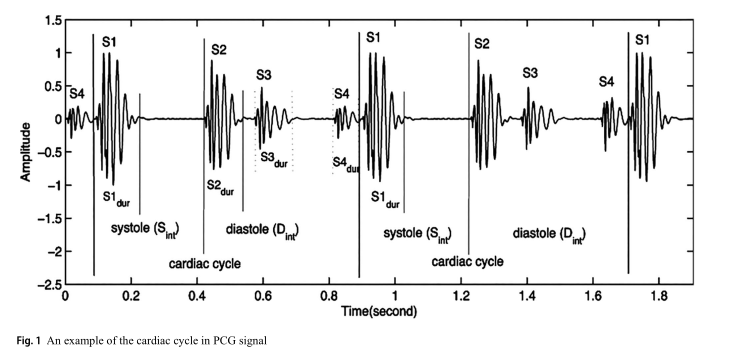 1.5
1
0.5
0
−0.5
−1
−1.5
−2
−2.5
Amplitude
S4
S1
S2
S3
S4
S1
S2
S3
S4
S1
S1dur
S2dur
S3dur
S4dur
S1dur
systole (Sint)
diastole (Dint)
systole (Sint)
diastole (Dint)
cardiac cycle
cardiac cycle
0 0.2 0.4 0.6 0.8 1 1.2 1.4 1.6 1.8
Time(second)
Fig. 1 An example of the cardiac cycle in PCG signal